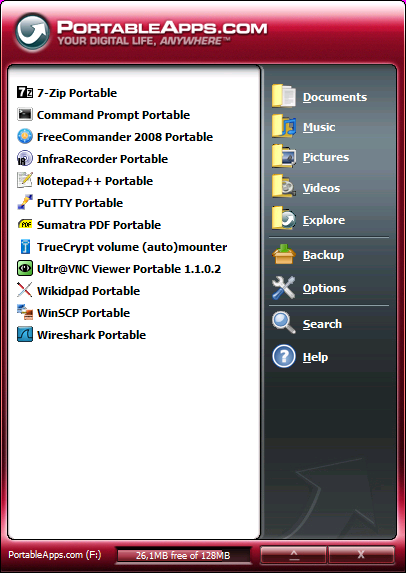 PORTABLEAPPS.COM
YOUR DIGITAL LIFE, ANYWHERE™
7-Zip Portable
Command Prompt Portable
FreeCommander 2008 Portable
InfraRecorder Portable
Notepad++ Portable
PuTTY Portable
Sumatra PDF Portable
TrueCrypt volume (auto)mounter
Ultr@VNC Viewer Portable 1.1.0.2
Wikidpad Portable
WinSCP Portable
Wireshark Portable
Documents
Music
Pictures
Videos
Explore
Backup
Options
Search
Help
PortableApps.com (F:)
26,1MB free of 128MB
^
X